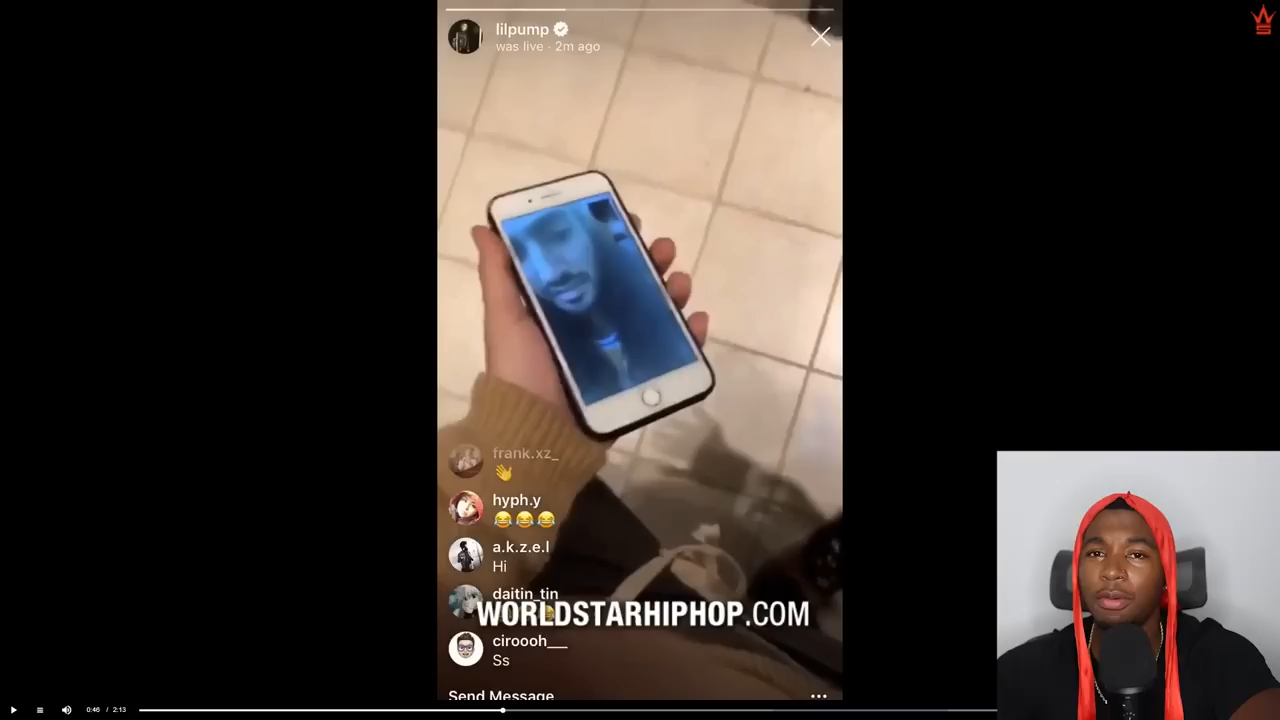 lilpump
was live · 2m ago
frank.xz_
👋
hyph.y
😂😂😂
a.k.z.e.l
Hi
daitin_tin
WORLDSTARHIPHOP.COM
ciroooh___
Ss
Send Message
0:46 / 2:13